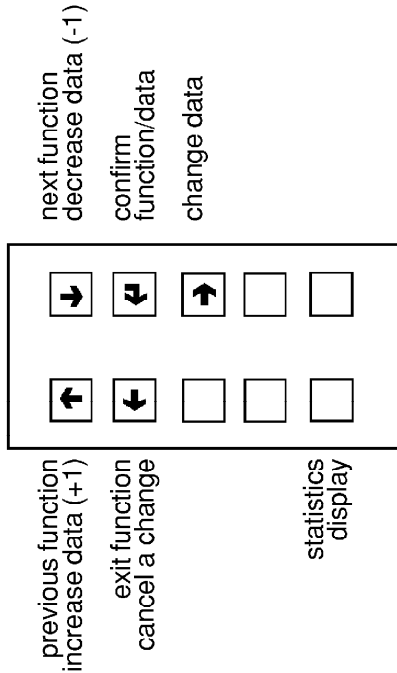 next function
decrease data (-1)
confirm
function/data
change data
previous function
increase data (+1)
exit function
cancel a change
statistics
display